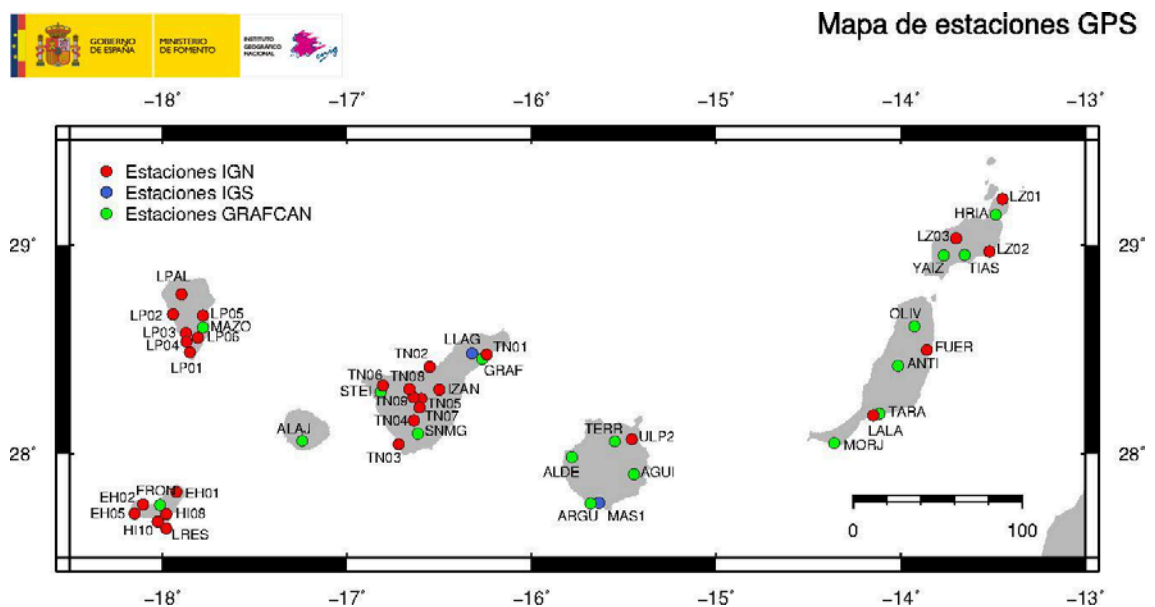 GOBIERNO DE ESPAÑA
MINISTERIO DE FOMENTO
INSTITUTO GEOGRÁFICO NACIONAL
Mapa de estaciones GPS
−18˚ −17˚ −16˚ −15˚ −14˚ −13˚
Estaciones IGN
Estaciones IGS
Estaciones GRAFCAN
29˚ 29˚
28˚ 28˚
LZ01
HRIA
LZ03
LZ02
YAIZ TIAS
LPAL
LP02 LP05
MAZO
LP03 LP06
LP04
LP01
OLIV
FUER
ANTI
TARA
LALA
MORJ
LLAG TN01
GRAF
TN02
TN06 TN08
STEI IZAN
TN09 TN05
TN07
TN04 SNMG
TN03
ALAJ
TERR ULP2
ALDE AGUI
ARGU MAS1
FRON EH01
EH02
EH05 HI08
HI10 LRES
0 100
−18˚ −17˚ −16˚ −15˚ −14˚ −13˚